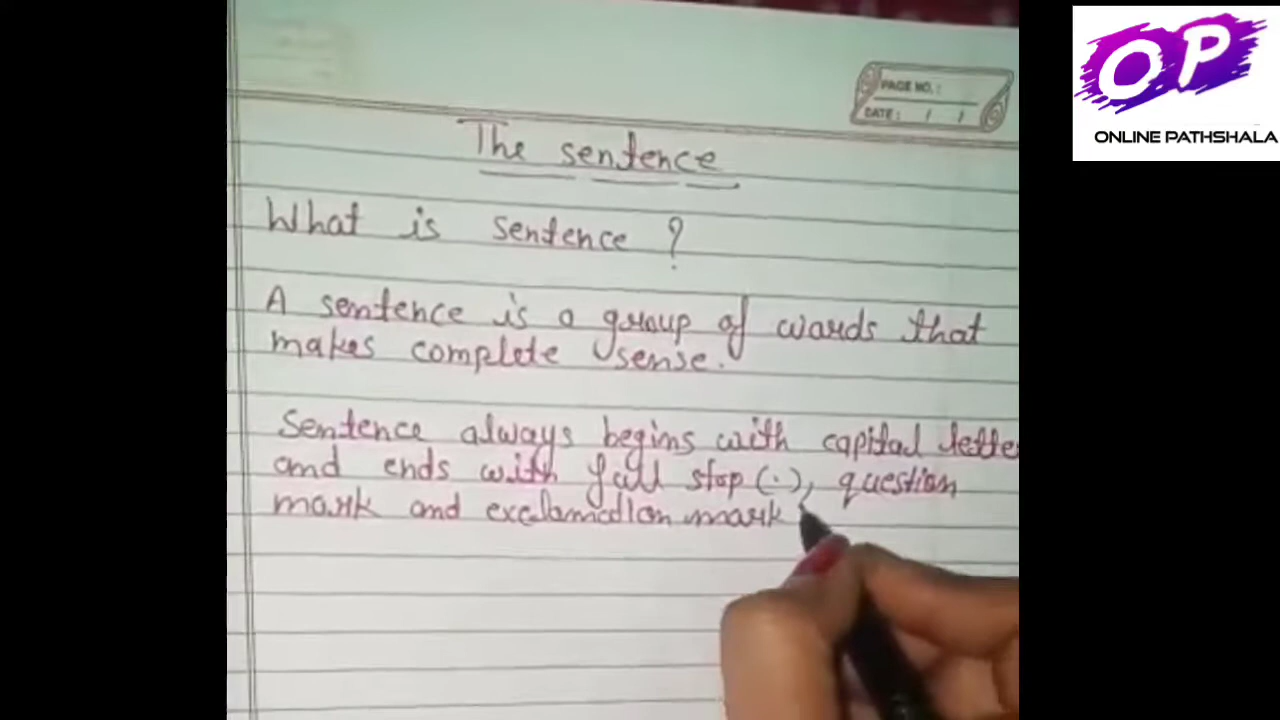 OP
ONLINE PATHSHALA
PAGE NO. :
DATE : / /
The sentence
What is sentence ?
A sentence is a group of words that
makes complete sense.
Sentence always begins with capital letter
and ends with full stop (.), question
mark and exclamation mark